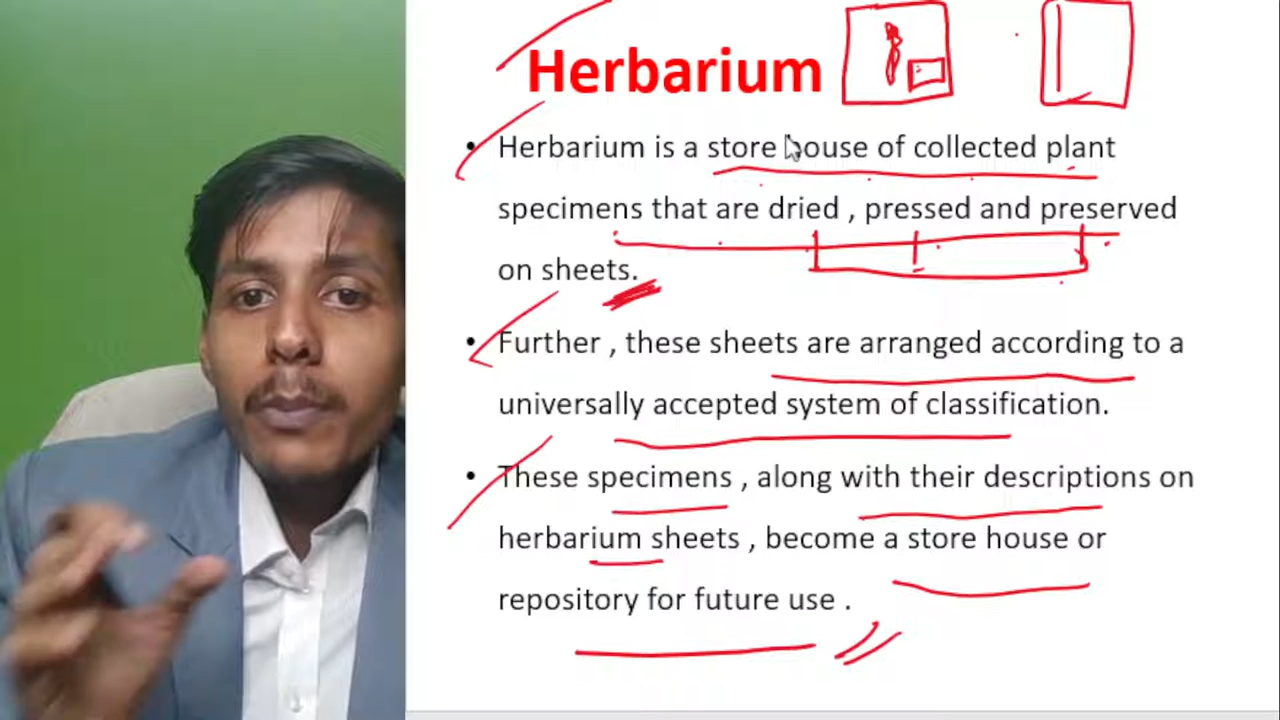 Herbarium
• Herbarium is a store house of collected plant
specimens that are dried , pressed and preserved
on sheets.
• Further , these sheets are arranged according to a
universally accepted system of classification.
• These specimens , along with their descriptions on
herbarium sheets , become a store house or
repository for future use .